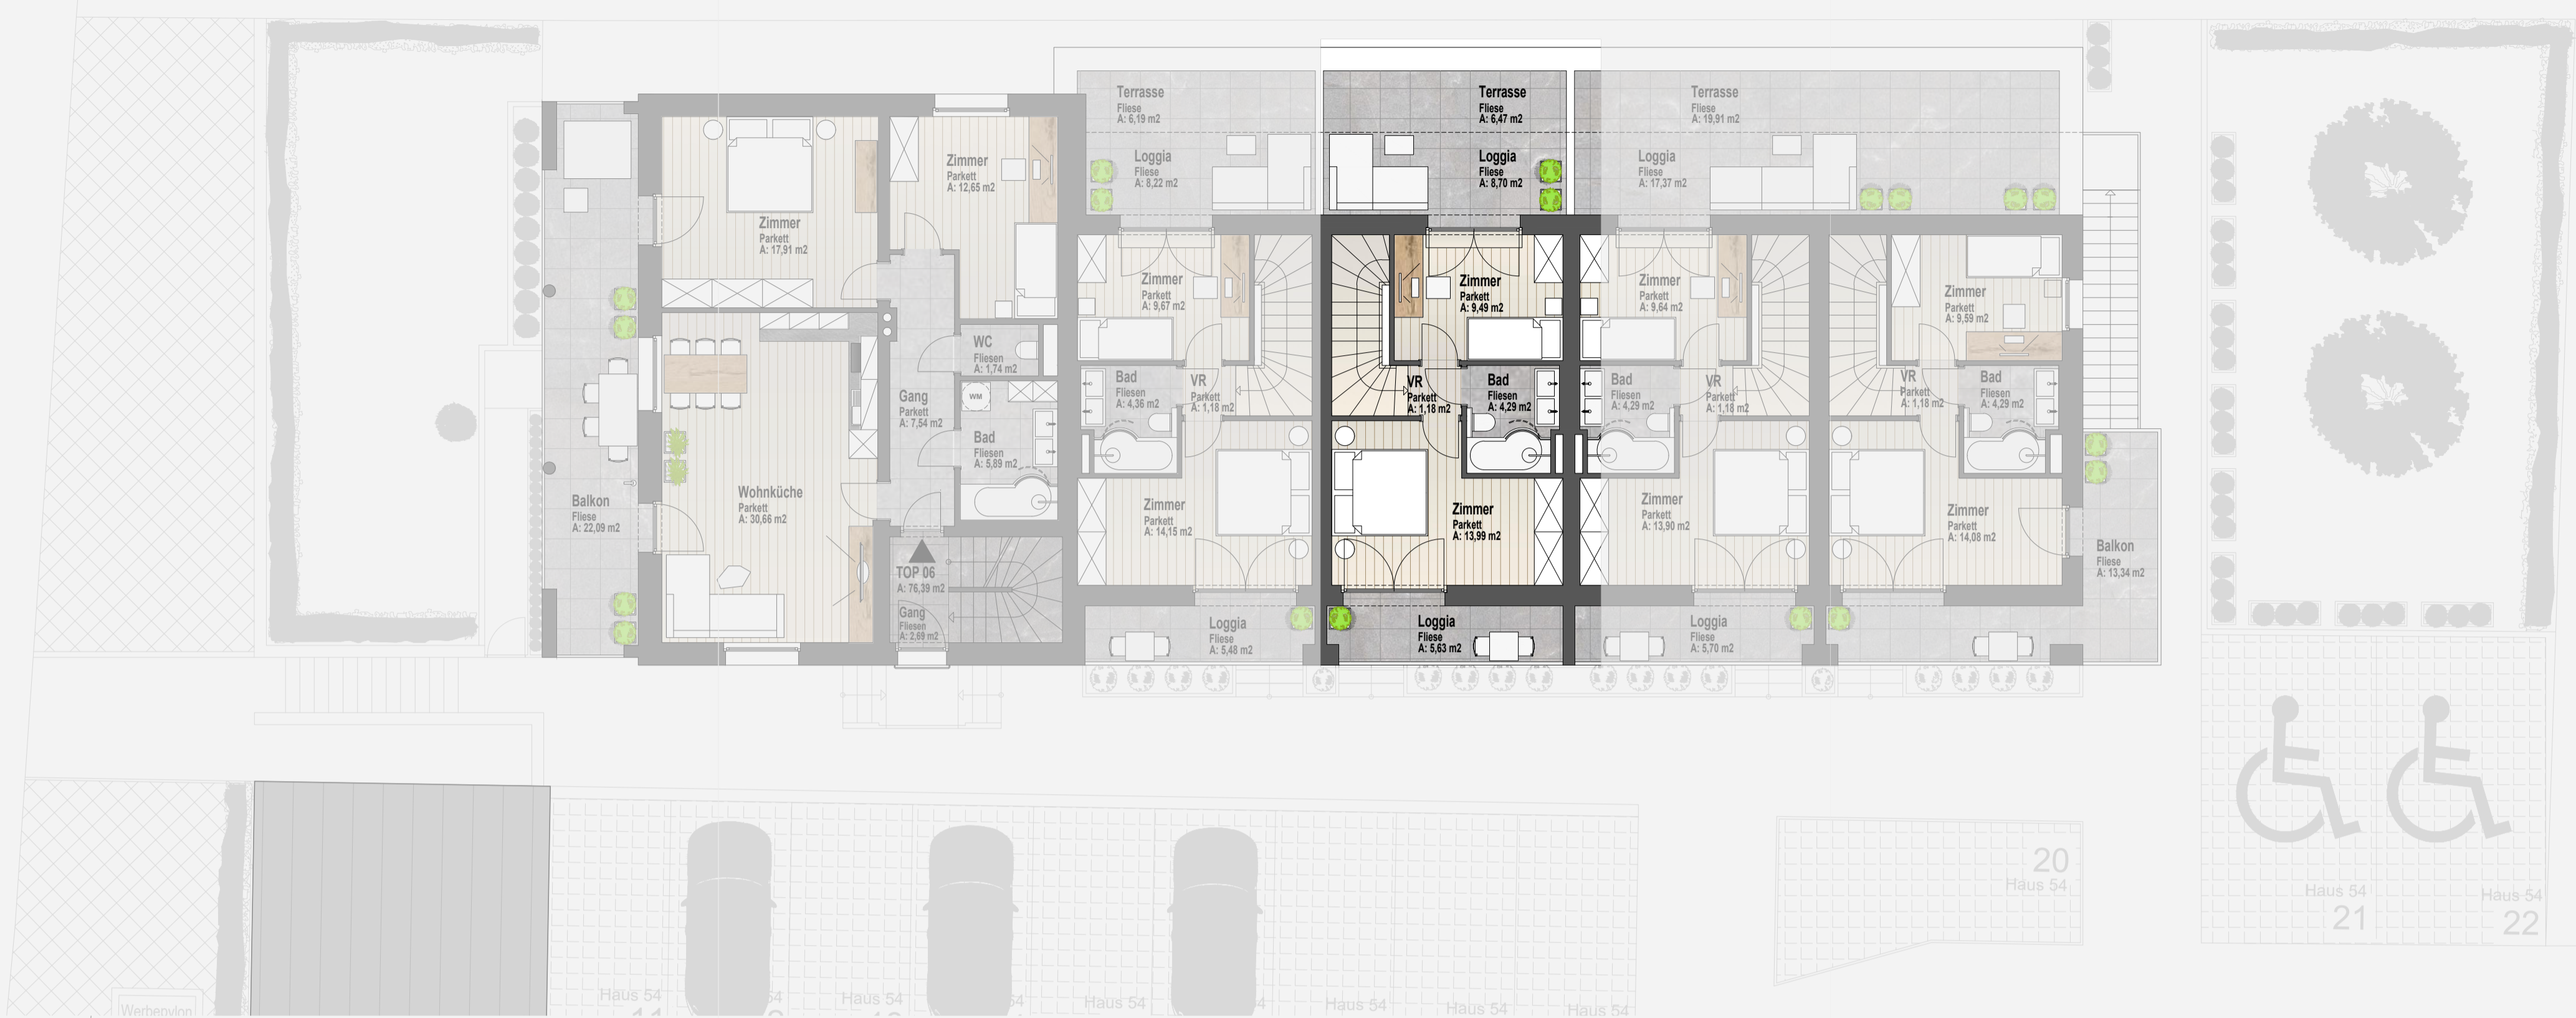 Terrasse
Fliese
A: 6,19 m2
Loggia
Fliese
A: 8,22 m2
Terrasse
Fliese
A: 6,47 m2
Loggia
Fliese
A: 8,70 m2
Terrasse
Fliese
A: 19,91 m2
Loggia
Fliese
A: 17,37 m2
Zimmer
Parkett
A: 17,91 m2
Zimmer
Parkett
A: 12,65 m2
WC
Fliesen
A: 1,74 m2
Gang
Parkett
A: 7,54 m2
WM
Bad
Fliesen
A: 5,89 m2
Wohnküche
Parkett
A: 30,66 m2
Balkon
Fliese
A: 22,09 m2
TOP 06
A: 76,39 m2
Gang
Fliesen
A: 2,69 m2
Zimmer
Parkett
A: 9,67 m2
Bad
Fliesen
A: 4,36 m2
VR
Parkett
A: 1,18 m2
Zimmer
Parkett
A: 14,15 m2
Loggia
Fliese
A: 5,48 m2
Zimmer
Parkett
A: 9,49 m2
VR
Parkett
A: 1,18 m2
Bad
Fliesen
A: 4,29 m2
Zimmer
Parkett
A: 13,99 m2
Loggia
Fliese
A: 5,63 m2
Zimmer
Parkett
A: 9,64 m2
Bad
Fliesen
A: 4,29 m2
VR
Parkett
A: 1,18 m2
Zimmer
Parkett
A: 13,90 m2
Loggia
Fliese
A: 5,70 m2
Zimmer
Parkett
A: 9,59 m2
VR
Parkett
A: 1,18 m2
Bad
Fliesen
A: 4,29 m2
Zimmer
Parkett
A: 14,08 m2
Balkon
Fliese
A: 13,34 m2
20
Haus 54
Haus 54
21
Haus 54
22
Werbepylon
Haus 54
Haus 54
Haus 54
Haus 54
Haus 54
Haus 54